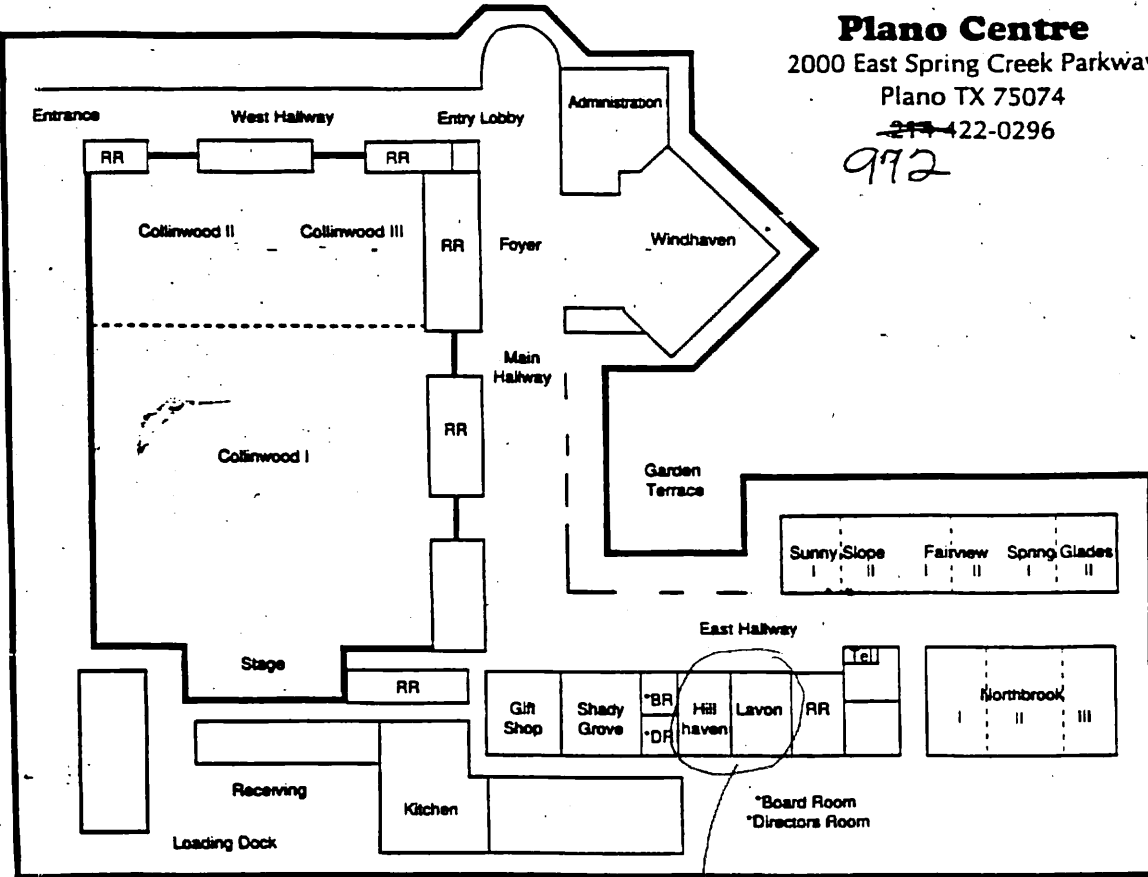 Plano Centre
2000 East Spring Creek Parkway
Plano TX 75074
214-422-0296
972
Entrance
West Hallway
Entry Lobby
Administration
RR
RR
Collinwood II
Collinwood III
RR
Foyer
Windhaven
Main
Hallway
RR
Collinwood I
Garden
Terrace
Sunny Slope
I II
Fairview
I II
Spring Glades
I II
East Hallway
Stage
RR
Gift
Shop
Shady
Grove
*BR
*DR
Hill
haven
Lavon
RR
Tel
Northbrook
I II III
Receiving
Kitchen
Loading Dock
*Board Room
*Directors Room